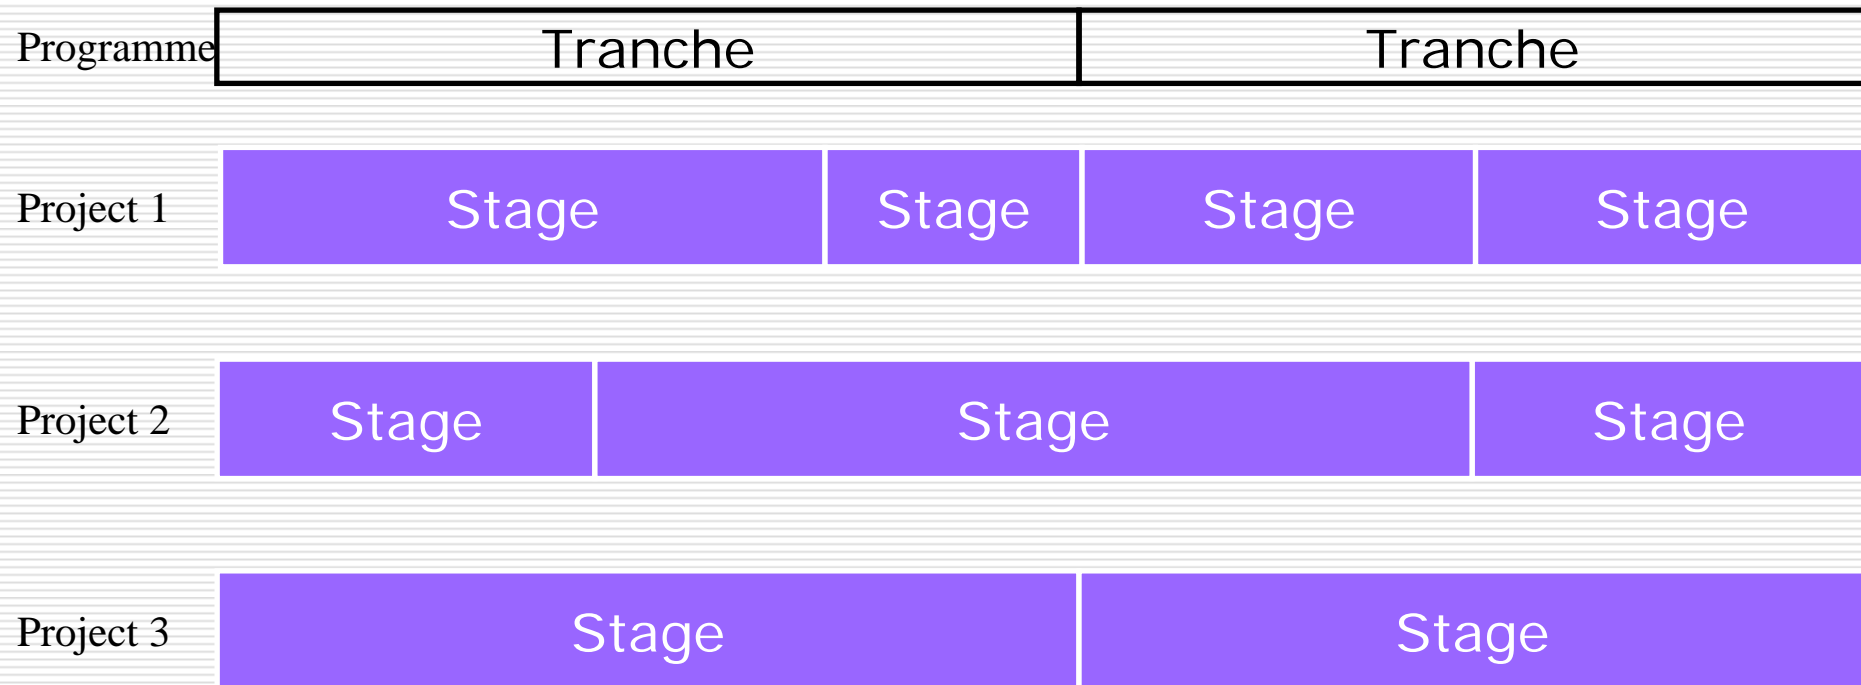 Programme Tranche Tranche
Project 1 Stage Stage Stage Stage
Project 2 Stage Stage Stage
Project 3 Stage Stage